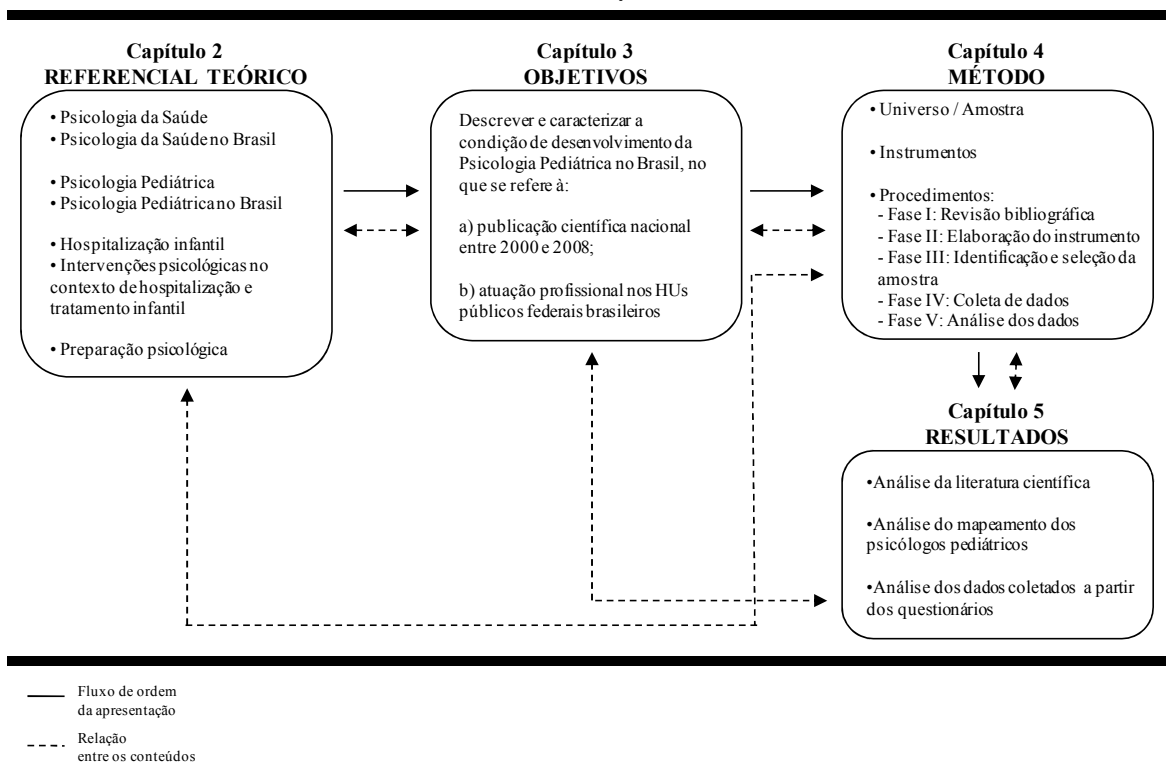 Capítulo 2
REFERENCIAL TEÓRICO
• Psicologia da Saúde
• Psicologia da Saúde no Brasil
• Psicologia Pediátrica
• Psicologia Pediátrica no Brasil
• Hospitalização infantil
• Intervenções psicológicas no
contexto de hospitalização e
tratamento infantil
• Preparação psicológica
Capítulo 3
OBJETIVOS
Descrever e caracterizar a
condição de desenvolvimento da
Psicologia Pediátrica no Brasil, no
que se refere à:
a) publicação científica nacional
entre 2000 e 2008;
b) atuação profissional nos HUs
públicos federais brasileiros
Capítulo 4
MÉTODO
• Universo / Amostra
• Instrumentos
• Procedimentos:
- Fase I: Revisão bibliográfica
- Fase II: Elaboração do instrumento
- Fase III: Identificação e seleção da
amostra
- Fase IV: Coleta de dados
- Fase V: Análise dos dados
Capítulo 5
RESULTADOS
•Análise da literatura científica
•Análise do mapeamento dos
psicólogos pediátricos
•Análise dos dados coletados a partir
dos questionários
Fluxo de ordem
da apresentação
Relação
entre os conteúdos